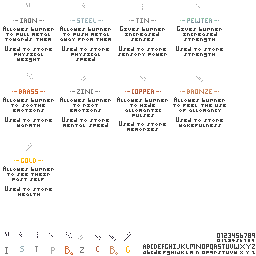 IRON STEEL TIN PEWTER
Allows burner Allows burner Gives burner Gives burner
to pull metal to push metal increased increased
towards them away from them senses strength
Used to store Used to store Used to store Used to store
physical physical sensory power physical
weight speed strength
BRASS ZINC COPPER BRONZE
Allows burner Allows burner Allows burner Allows burner
to soothe to riot to hide to feel the use
emotions emotions allomantic of allomancy
pulses
Used to store Used to store Used to store Used to store
warmth mental speed memories wakefulness
GOLD
Allows burner
to see their
past self
Used to store
health
0123456789
0123456789
I S T P B Z C B G
ABCDEFGHIJKLMNOPQRSTUVWXYZ
ABCDEFGHIJKLMNOPQRSTUVWXYZ